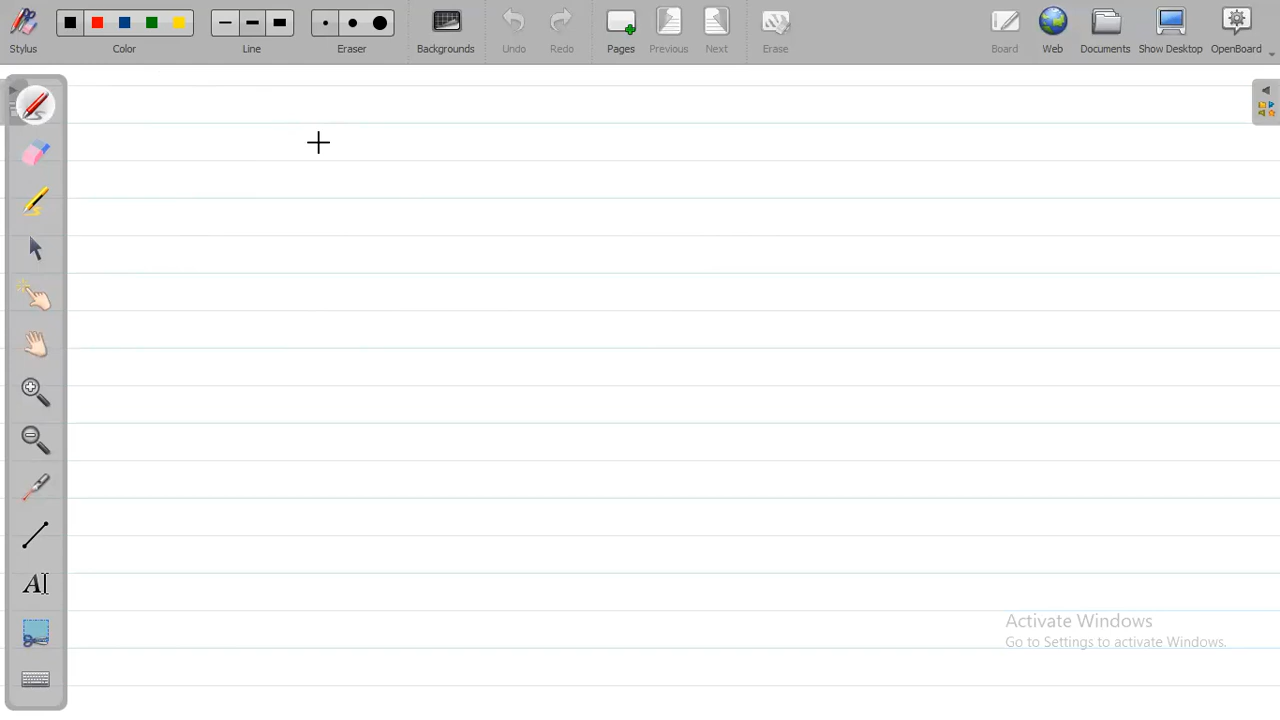 Stylus Color Line Eraser Backgrounds Undo Redo Pages Previous Next Erase Board Web Documents Show Desktop OpenBoard
A
Activate Windows
Go to Settings to activate Windows.